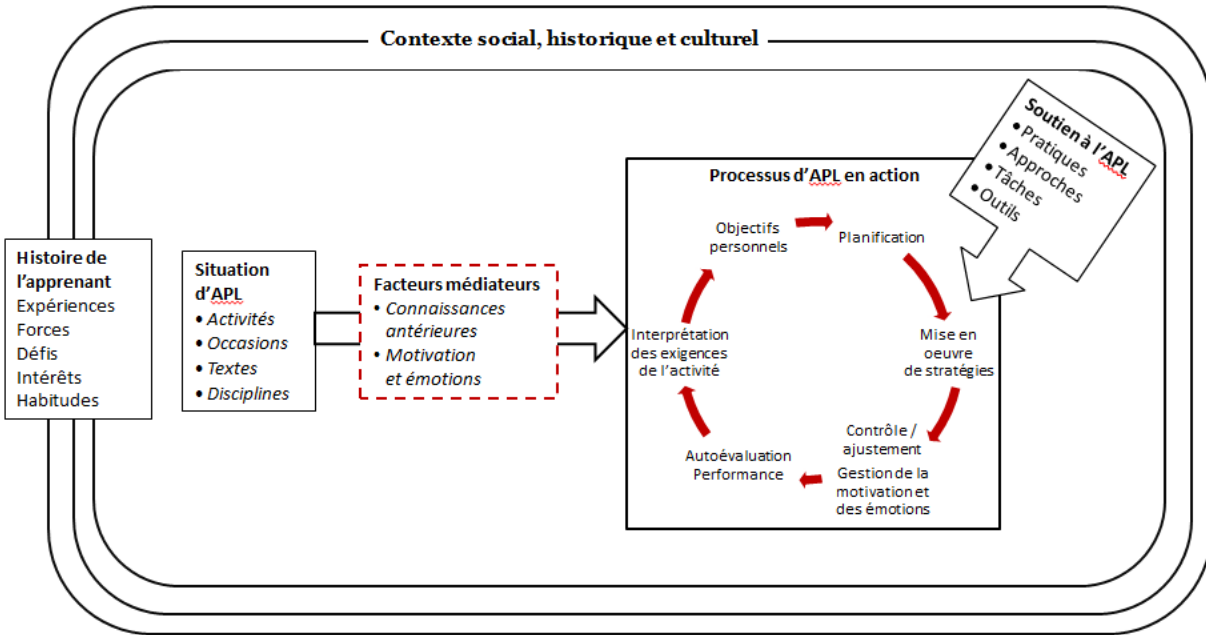 Contexte social, historique et culturel
Soutien à l’APL
• Pratiques
• Approches
• Tâches
• Outils
Histoire de
l’apprenant
Expériences
Forces
Défis
Intérêts
Habitudes
Situation
d’APL
• Activités
• Occasions
• Textes
• Disciplines
Facteurs médiateurs
• Connaissances
antérieures
• Motivation
et émotions
Processus d’APL en action
Objectifs
personnels
Planification
Mise en
oeuvre
de stratégies
Contrôle /
ajustement
Gestion de la
motivation et
des émotions
Autoévaluation
Performance
Interprétation
des exigences
de l’activité